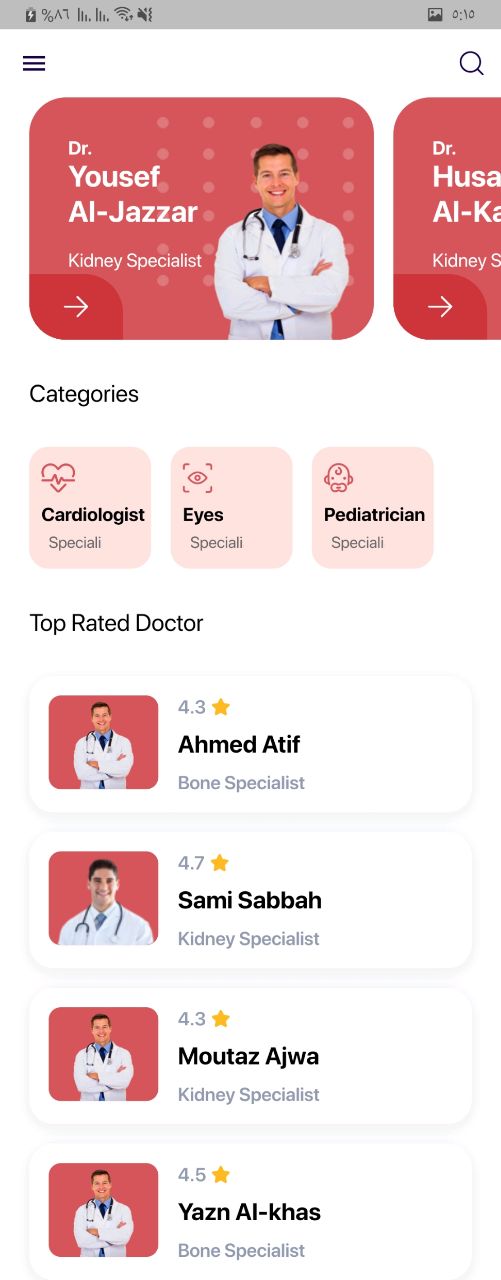 %٨٦
٥:١٥
Dr.
Yousef
Al-Jazzar
Kidney Specialist
Dr.
Husa
Al-Ka
Kidney S
Categories
Cardiologist
Speciali
Eyes
Speciali
Pediatrician
Speciali
Top Rated Doctor
4.3
Ahmed Atif
Bone Specialist
4.7
Sami Sabbah
Kidney Specialist
4.3
Moutaz Ajwa
Kidney Specialist
4.5
Yazn Al-khas
Bone Specialist